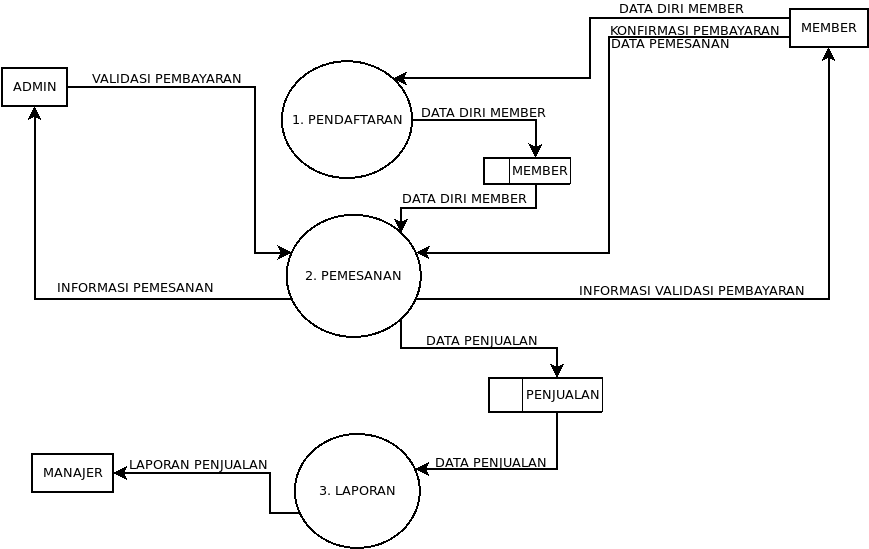 DATA DIRI MEMBER
MEMBER
KONFIRMASI PEMBAYARAN
DATA PEMESANAN
ADMIN
VALIDASI PEMBAYARAN
1. PENDAFTARAN
DATA DIRI MEMBER
MEMBER
DATA DIRI MEMBER
2. PEMESANAN
INFORMASI PEMESANAN
INFORMASI VALIDASI PEMBAYARAN
DATA PENJUALAN
PENJUALAN
DATA PENJUALAN
LAPORAN PENJUALAN
MANAJER
3. LAPORAN